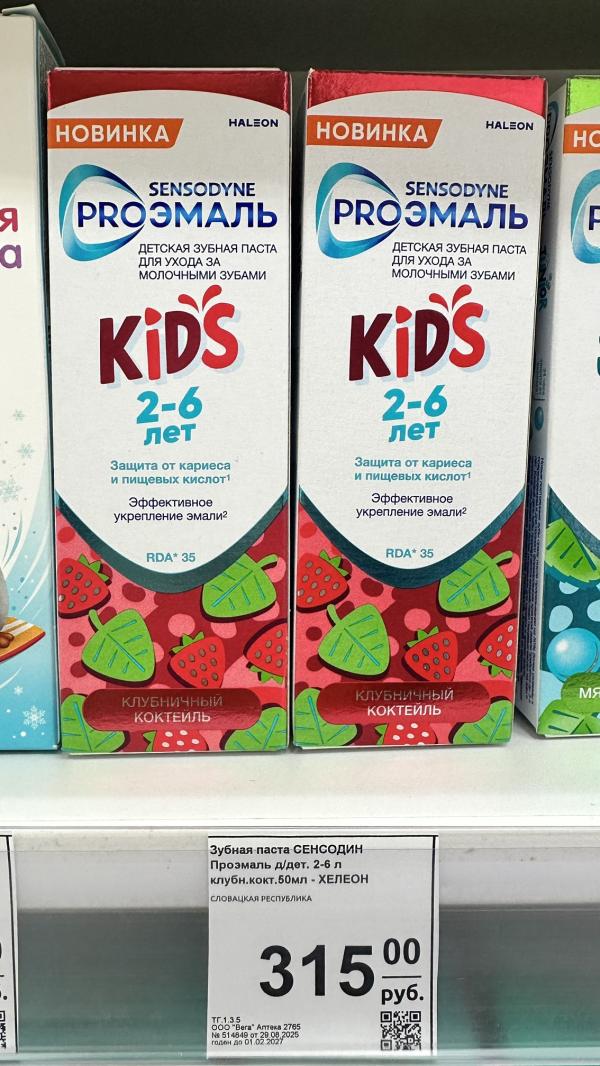 НОВИНКА
HALEON
SENSODYNE
PROЭМАЛЬ
ДЕТСКАЯ ЗУБНАЯ ПАСТА
ДЛЯ УХОДА ЗА
МОЛОЧНЫМИ ЗУБАМИ
KiDS
2-6
лет
Защита от кариеса
и пищевых кислот¹
Эффективное
укрепление эмали²
RDA* 35
КЛУБНИЧНЫЙ
КОКТЕЙЛЬ
НОВИНКА
HALEON
SENSODYNE
PROЭМАЛЬ
ДЕТСКАЯ ЗУБНАЯ ПАСТА
ДЛЯ УХОДА ЗА
МОЛОЧНЫМИ ЗУБАМИ
KiDS
2-6
лет
Защита от кариеса
и пищевых кислот¹
Эффективное
укрепление эмали²
RDA* 35
КЛУБНИЧНЫЙ
КОКТЕЙЛЬ
Зубная паста СЕНСОДИН
Проэмаль д/дет. 2-6 л
клубн.кокт.50мл - ХЕЛЕОН
СЛОВАЦКАЯ РЕСПУБЛИКА
315 00
руб.
ТГ.1.3.5
ООО "Вега" Аптека 2765
№ 514649 от 29.08.2025
годен до 01.02.2027